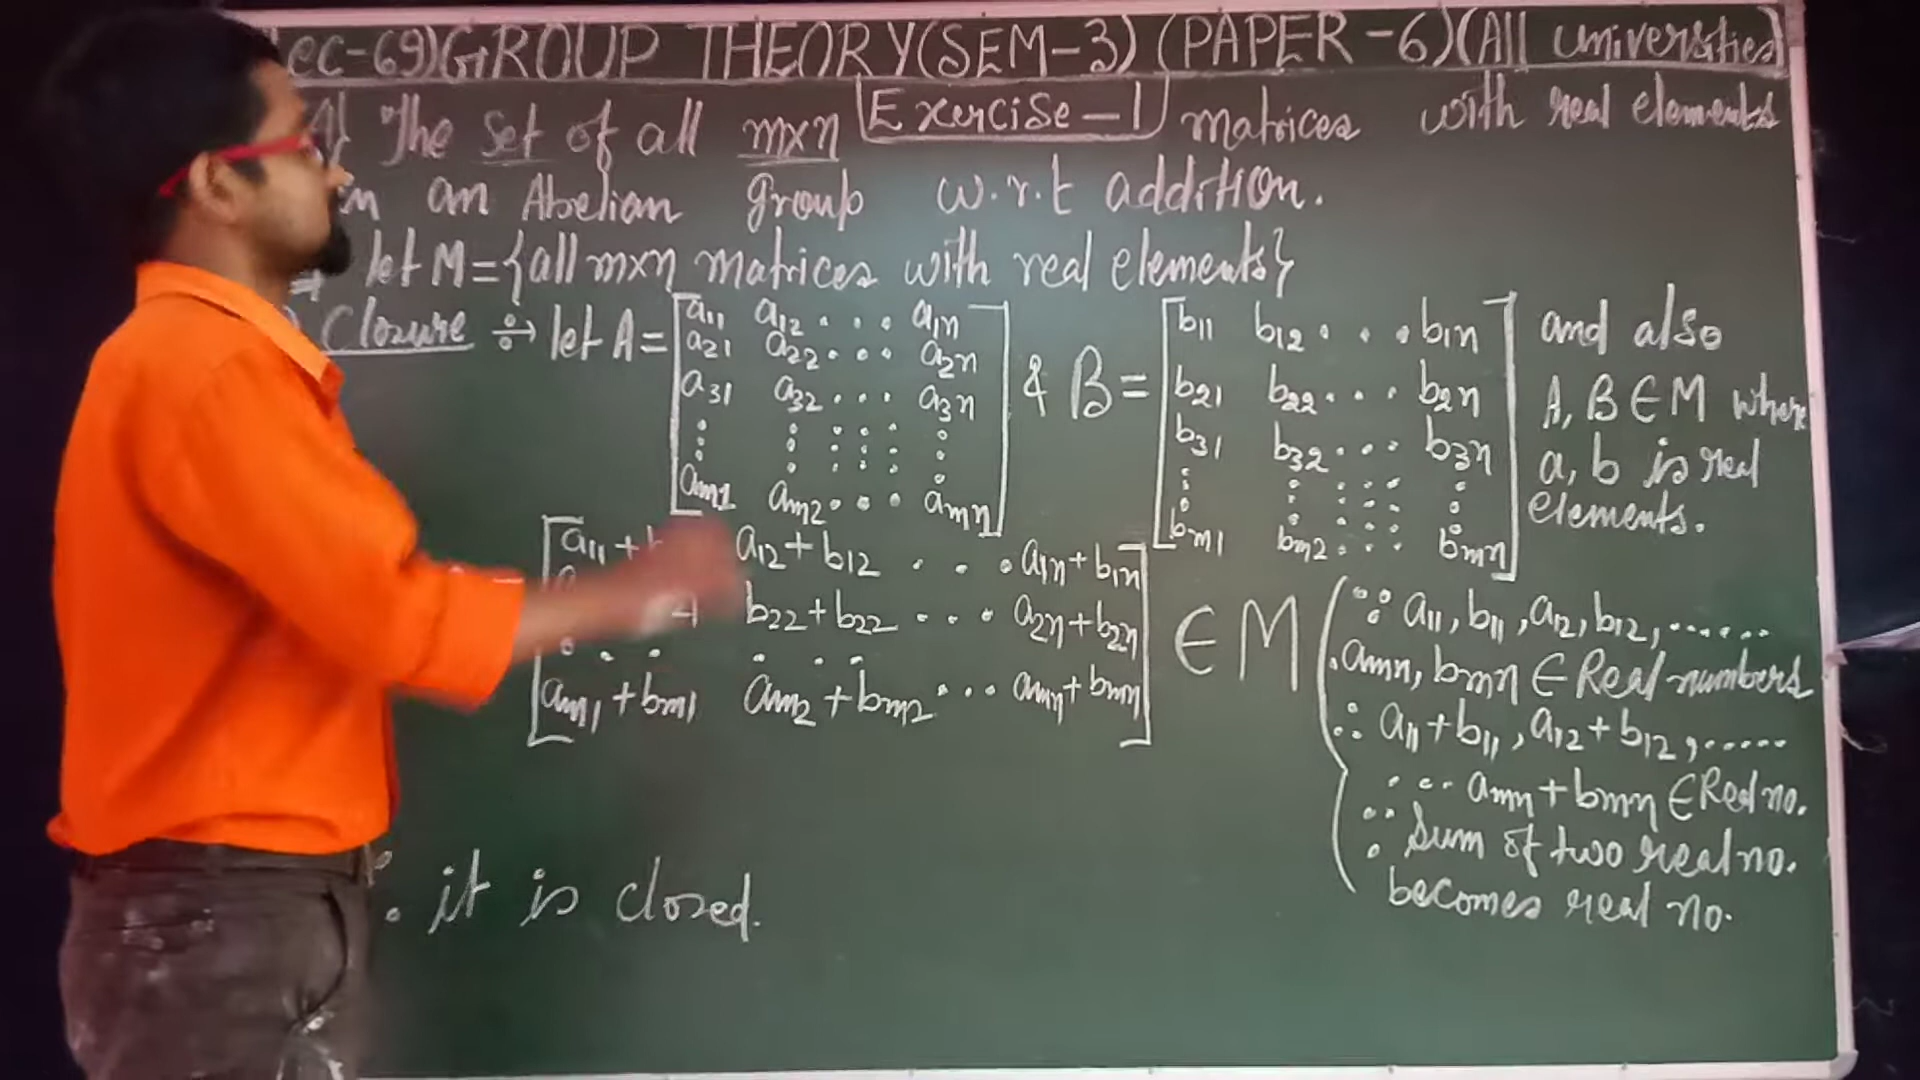 ec-69) GROUP THEORY (SEM-3) (PAPER-6) (All universities)
Exercise-1
The set of all m×n matrices with real elements
an Abelian group w.r.t addition.
let M = {all m×n matrices with real elements}
Closure ÷ let A = [a11 a12 . . . a1n
a21 a22 . . . a2n
a31 a32 . . . a3n
am1 am2 . . . amn]
& B = [b11 b12 . . . b1n
b21 b22 . . . b2n
b31 b32 . . . b3n
bm1 bm2 . . . bmn]
and also
A, B ∈ M where
a, b is real
elements.
[a11 + b a12 + b12 . . . a1n + b1n
b22 + b22 . . . a2n + b2n
. . . . . .
am1 + bm1 am2 + bm2 . . . amn + bmn]
∈ M
∵ a11, b11, a12, b12, ......
amn, bmn ∈ Real numbers
∴ a11 + b11, a12 + b12, .....
... amn + bmn ∈ Real no.
∵ Sum of two real no.
becomes real no.
it is closed.